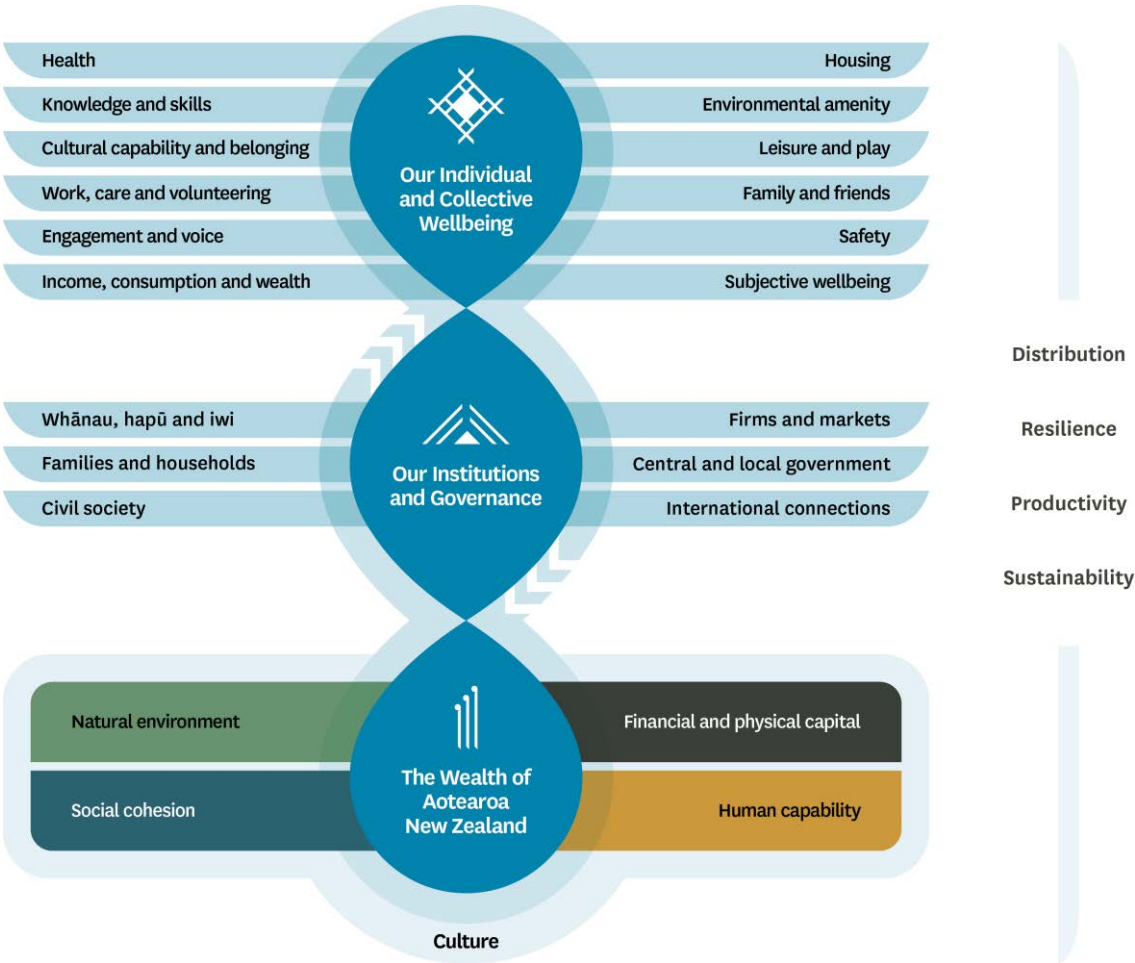 Health
Housing
Knowledge and skills
Environmental amenity
Cultural capability and belonging
Leisure and play
Work, care and volunteering
Family and friends
Engagement and voice
Safety
Income, consumption and wealth
Subjective wellbeing
Our Individual
and Collective
Wellbeing
Whānau, hapū and iwi
Firms and markets
Families and households
Central and local government
Civil society
International connections
Our Institutions
and Governance
Distribution
Resilience
Productivity
Sustainability
Natural environment
Financial and physical capital
Social cohesion
Human capability
The Wealth of
Aotearoa
New Zealand
Culture